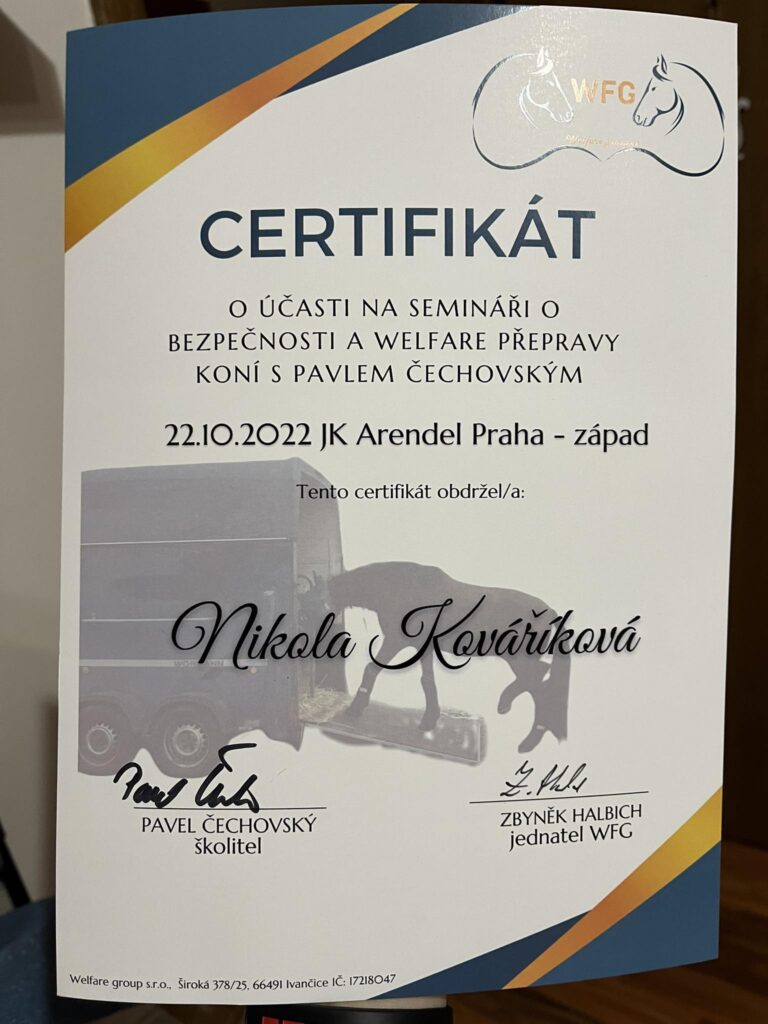 WFG
CERTIFIKÁT
O ÚČASTI NA SEMINÁŘI O
BEZPEČNOSTI A WELFARE PŘEPRAVY
KONÍ S PAVLEM ČECHOVSKÝM
22.10.2022 JK Arendel Praha - západ
Tento certifikát obdržel/a:
Nikola Kováříková
PAVEL ČECHOVSKÝ
školitel
ZBYNĚK HALBICH
jednatel WFG
Welfare group s.r.o., Široká 378/25, 66491 Ivančice IČ: 17218047